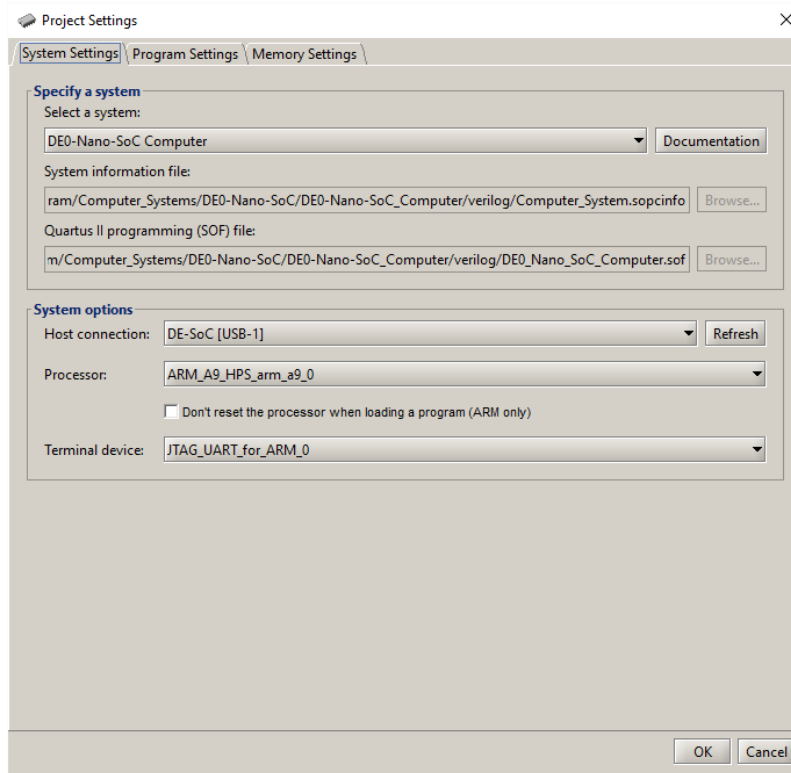 Project Settings
System Settings Program Settings Memory Settings
Specify a system
Select a system:
DE0-Nano-SoC Computer Documentation
System information file:
ram/Computer_Systems/DE0-Nano-SoC/DE0-Nano-SoC_Computer/verilog/Computer_System.sopcinfo Browse...
Quartus II programming (SOF) file:
m/Computer_Systems/DE0-Nano-SoC/DE0-Nano-SoC_Computer/verilog/DE0_Nano_SoC_Computer.sof Browse...
System options
Host connection: DE-SoC [USB-1] Refresh
Processor: ARM_A9_HPS_arm_a9_0
Don't reset the processor when loading a program (ARM only)
Terminal device: JTAG_UART_for_ARM_0
OK Cancel